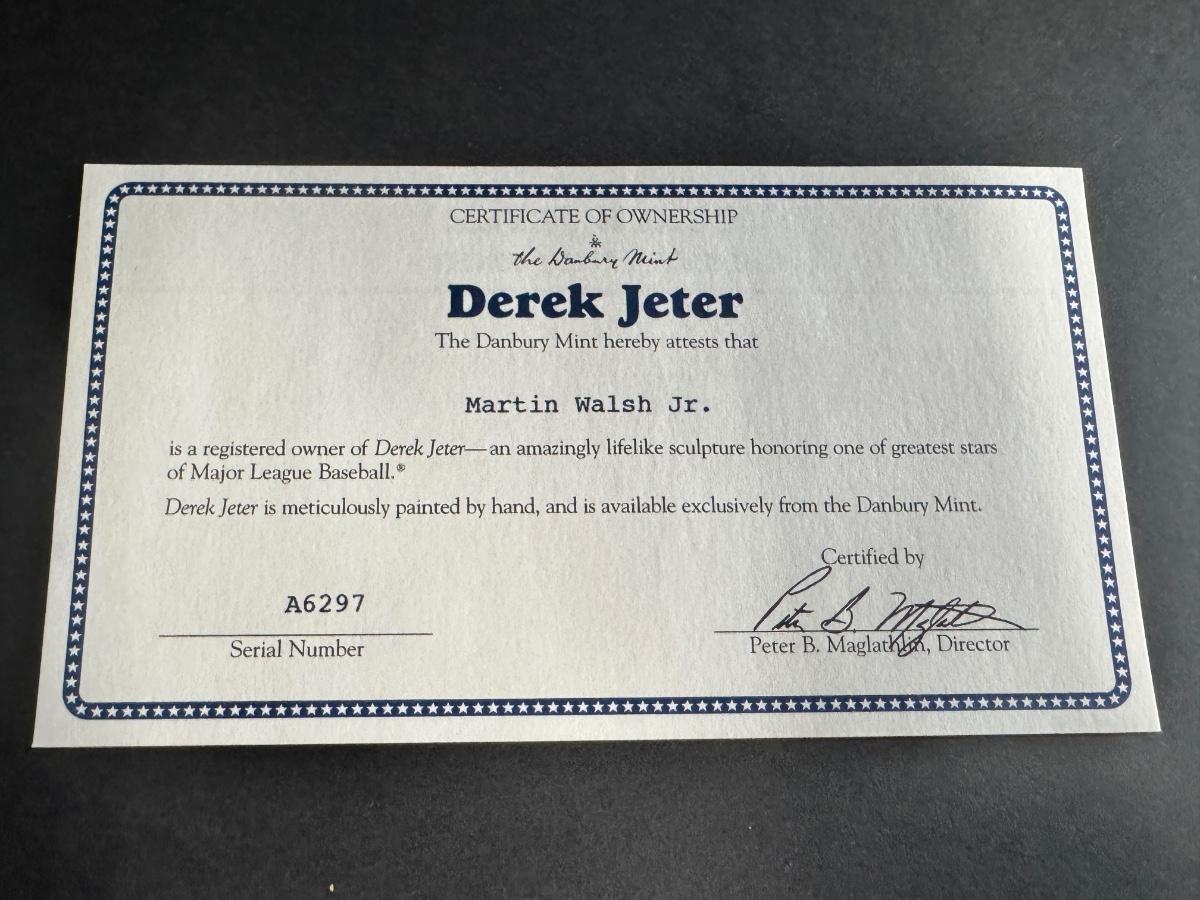 CERTIFICATE OF OWNERSHIP
the Danbury Mint
Derek Jeter
The Danbury Mint hereby attests that
Martin Walsh Jr.
is a registered owner of Derek Jeter—an amazingly lifelike sculpture honoring one of greatest stars
of Major League Baseball.®
Derek Jeter is meticulously painted by hand, and is available exclusively from the Danbury Mint.
Certified by
Peter B. Maglathlin
A6297
Serial Number
Peter B. Maglathlin, Director